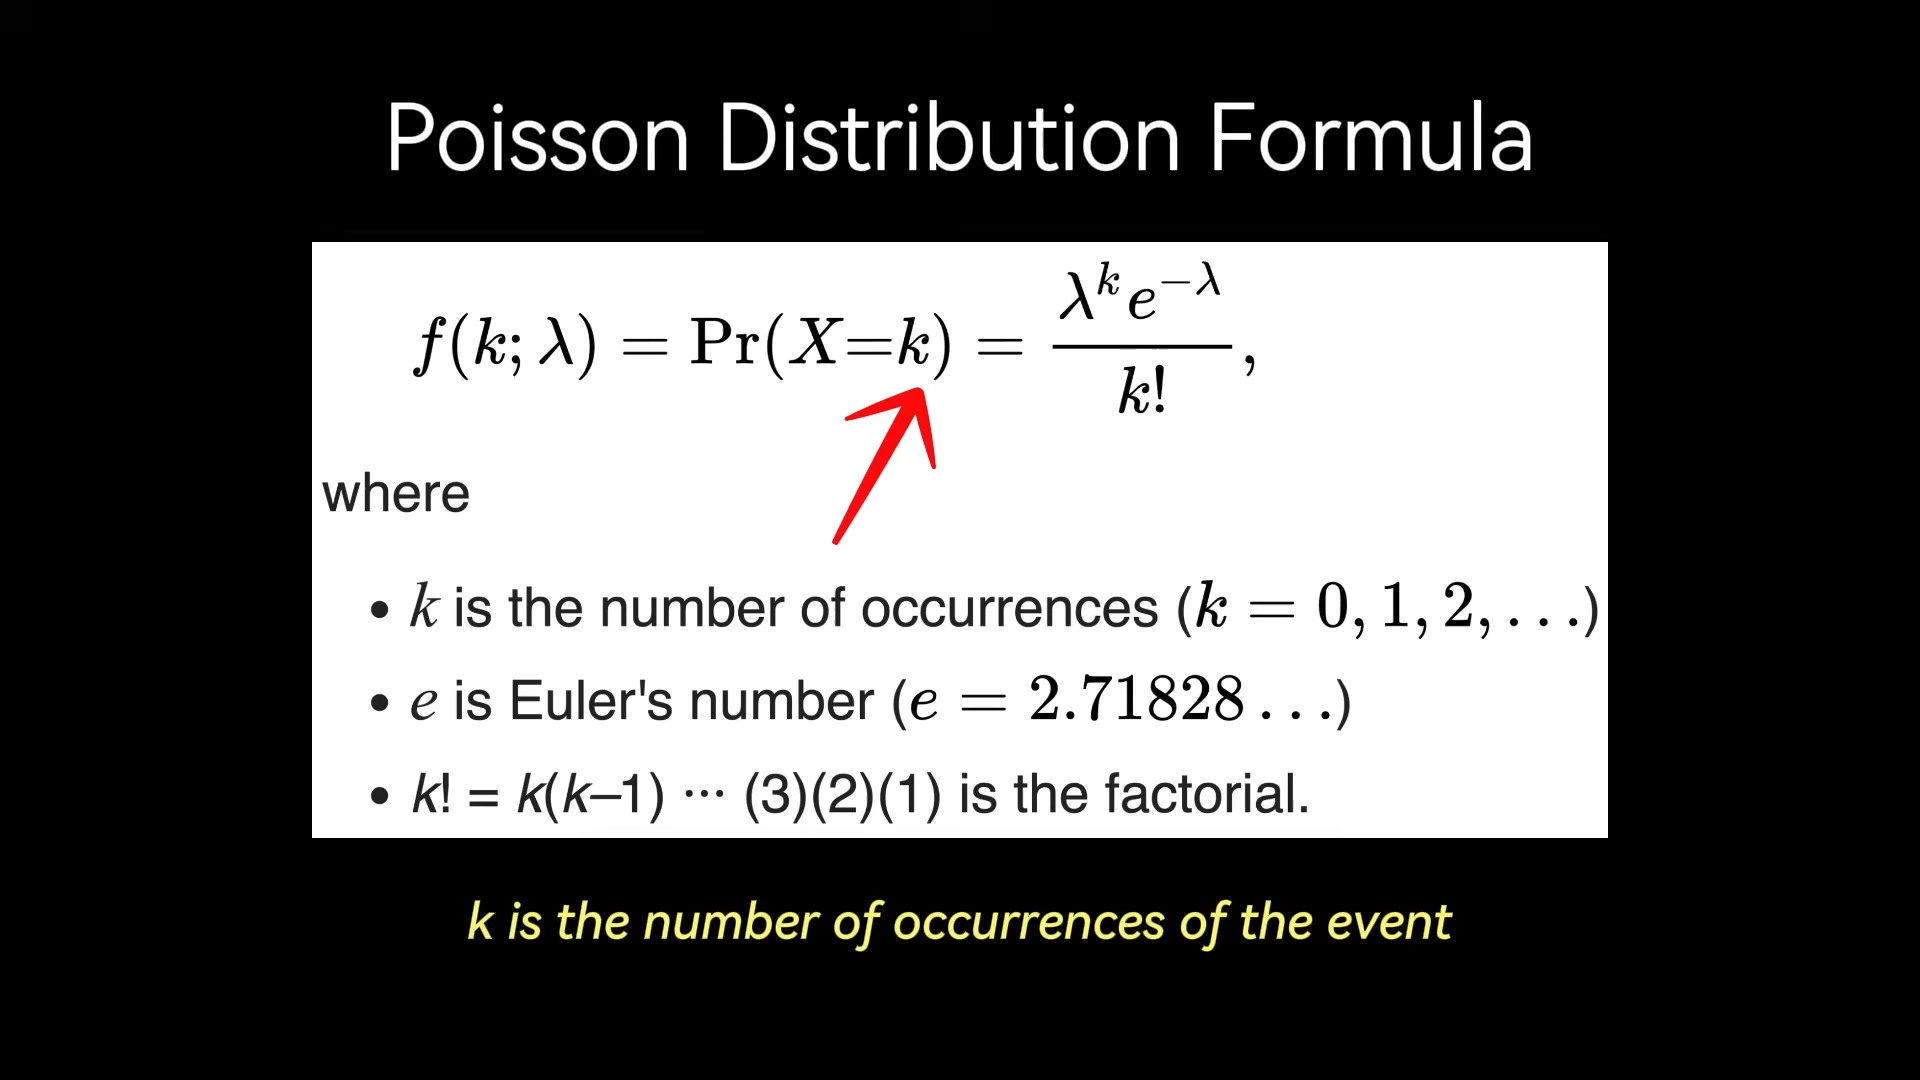 Poisson Distribution Formula
f(k; λ) = Pr(X=k) = λ^k e^−λ / k!,
where
• k is the number of occurrences (k = 0, 1, 2, . . .)
• e is Euler's number (e = 2.71828 . . .)
• k! = k(k–1) ··· (3)(2)(1) is the factorial.
k is the number of occurrences of the event